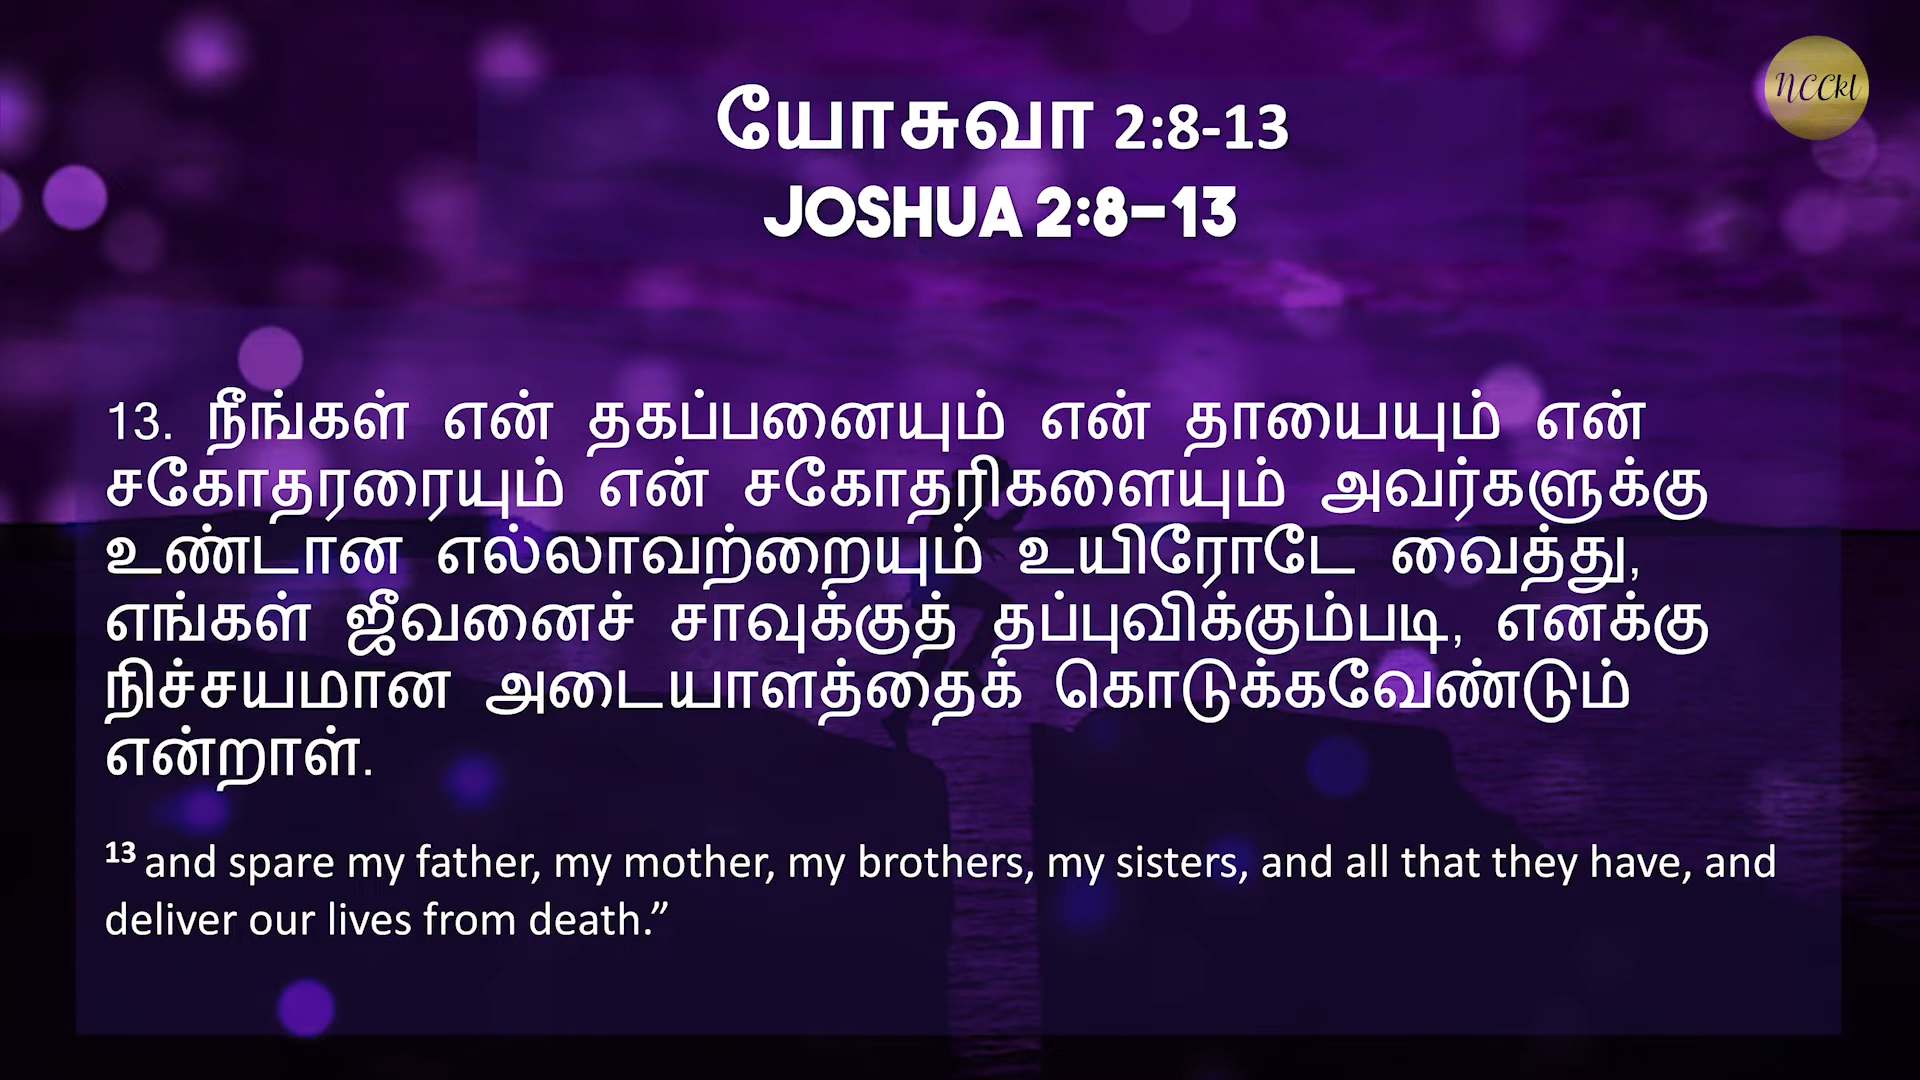 யோசுவா 2:8-13
JOSHUA 2:8-13
NCCkl
13. நீங்கள் என் தகப்பனையும் என் தாயையும் என்
சகோதரரையும் என் சகோதரிகளையும் அவர்களுக்கு
உண்டான எல்லாவற்றையும் உயிரோடே வைத்து,
எங்கள் ஜீவனைச் சாவுக்குத் தப்புவிக்கும்படி, எனக்கு
நிச்சயமான அடையாளத்தைக் கொடுக்கவேண்டும்
என்றாள்.
13 and spare my father, my mother, my brothers, my sisters, and all that they have, and
deliver our lives from death.”